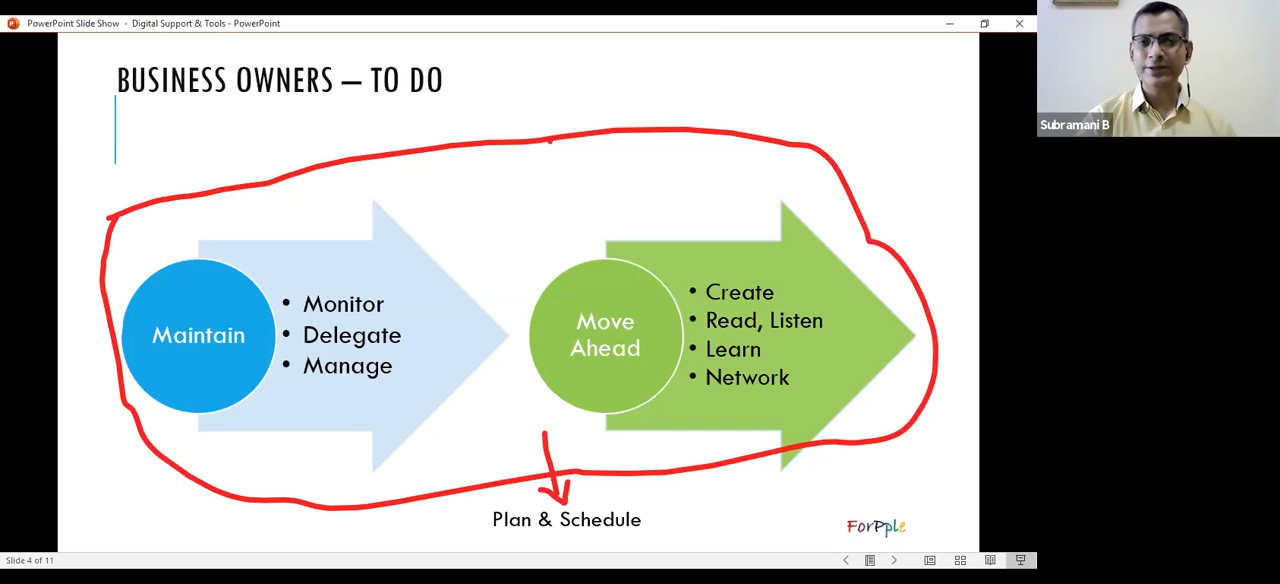 PowerPoint Slide Show - Digital Support & Tools - PowerPoint
BUSINESS OWNERS – TO DO
Maintain
• Monitor
• Delegate
• Manage
Move
Ahead
• Create
• Read, Listen
• Learn
• Network
Plan & Schedule
ForPple
Slide 4 of 11
Subramani B